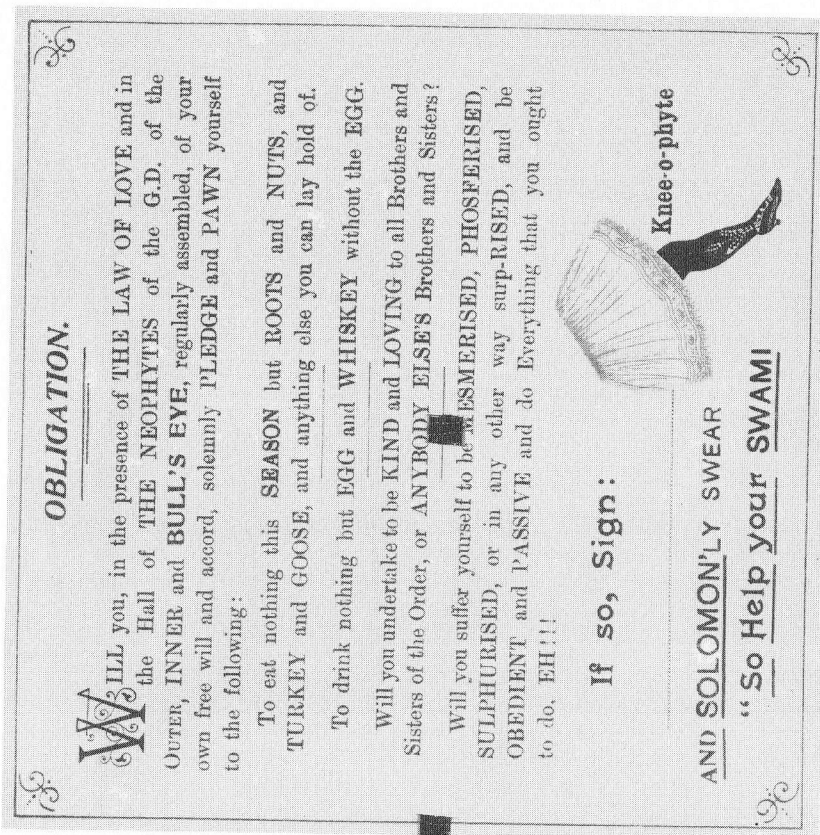 OBLIGATION.
WILL you, in the presence of THE LAW OF LOVE and in
the Hall of THE NEOPHYTES of the G.D. of the
OUTER, INNER and BULL'S EYE, regularly assembled, of your
own free will and accord, solemnly PLEDGE and PAWN yourself
to the following:
To eat nothing this SEASON but ROOTS and NUTS, and
TURKEY and GOOSE, and anything else you can lay hold of.
To drink nothing but EGG and WHISKEY without the EGG.
Will you undertake to be KIND and LOVING to all Brothers and
Sisters of the Order, or ANYBODY ELSE'S Brothers and Sisters?
Will you suffer yourself to be MESMERISED, PHOSFERISED,
SULPHURISED, or in any other way surp-RISED, and be
OBEDIENT and PASSIVE and do Everything that you ought
to do, EH!!!
If so, Sign:
Knee-o-phyte
AND SOLOMON'LY SWEAR
"So Help your SWAMI